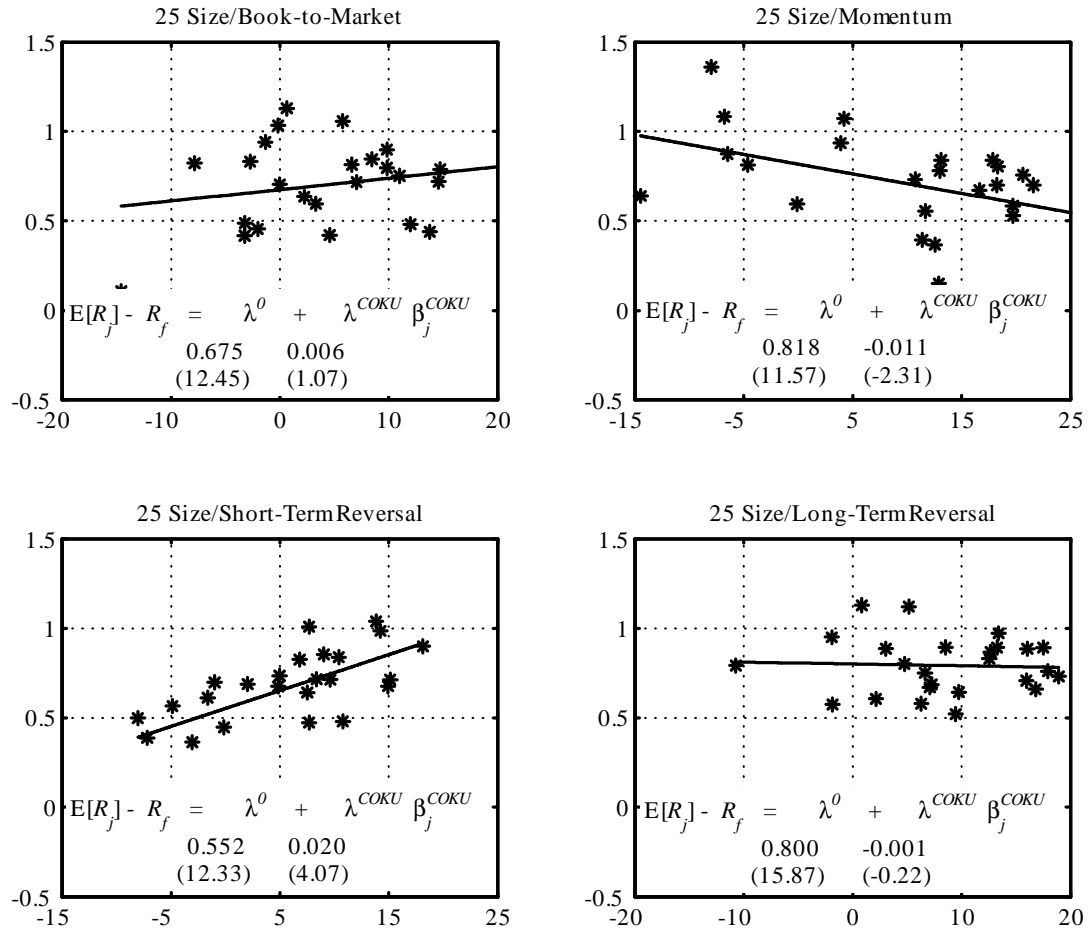 25 Size/Book-to-Market
1.5
1
0.5
0
-0.5
E[R_j] - R_f = λ^0 + λ^COKU β_j^COKU
0.675 0.006
(12.45) (1.07)
-20 -10 0 10 20
25 Size/Momentum
1.5
1
0.5
0
-0.5
E[R_j] - R_f = λ^0 + λ^COKU β_j^COKU
0.818 -0.011
(11.57) (-2.31)
-15 -5 5 15 25
25 Size/Short-Term Reversal
1.5
1
0.5
0
-0.5
E[R_j] - R_f = λ^0 + λ^COKU β_j^COKU
0.552 0.020
(12.33) (4.07)
-15 -5 5 15 25
25 Size/Long-Term Reversal
1.5
1
0.5
0
-0.5
E[R_j] - R_f = λ^0 + λ^COKU β_j^COKU
0.800 -0.001
(15.87) (-0.22)
-20 -10 0 10 20